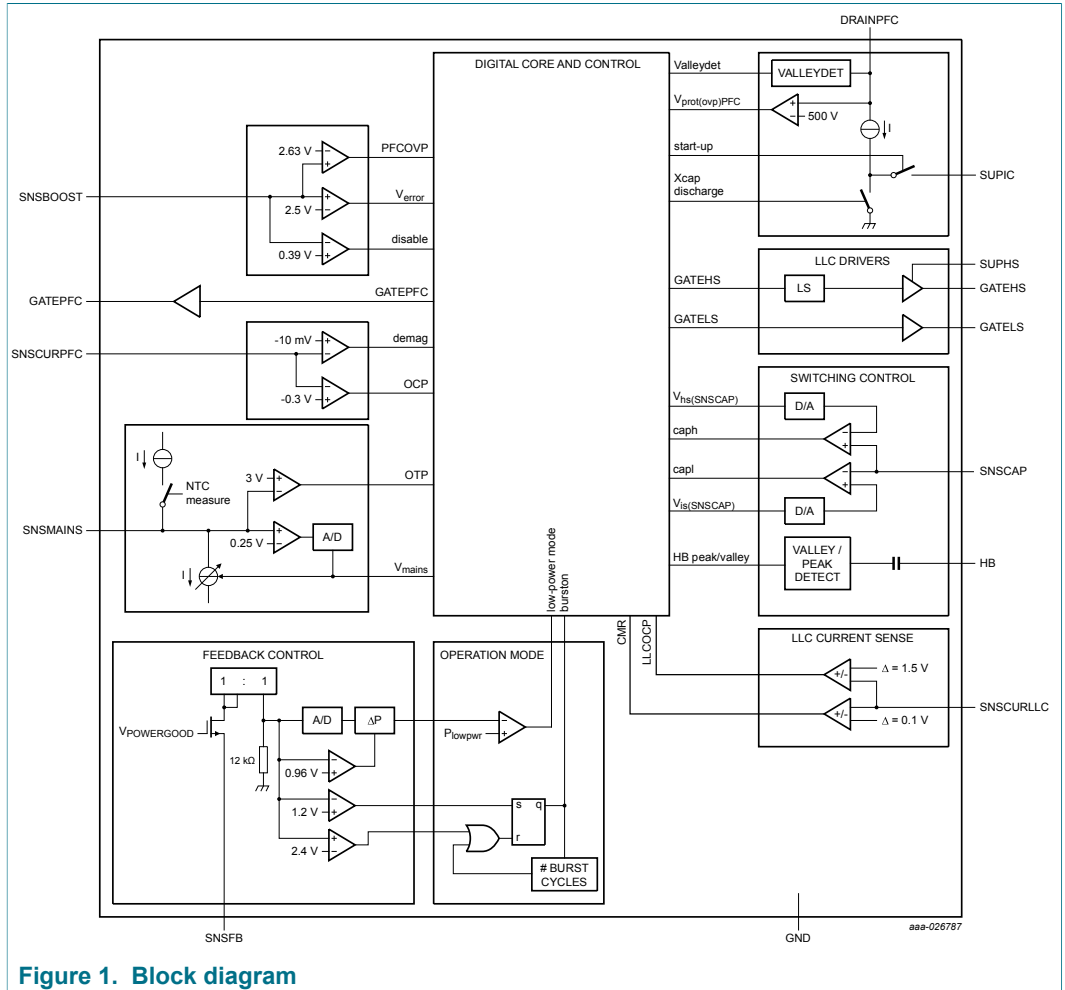 DRAINPFC
DIGITAL CORE AND CONTROL
Valleydet
VALLEYDET
Vprot(ovp)PFC
+
−
500 V
I
start-up
SUPIC
Xcap
discharge
2.63 V
−
+
PFCOVP
SNSBOOST
2.5 V
+
−
Verror
0.39 V
−
+
disable
GATEPFC
GATEPFC
LLC DRIVERS
SUPHS
GATEHS
LS
GATEHS
GATELS
GATELS
SNSCURPFC
-10 mV
+
−
demag
-0.3 V
−
+
OCP
SWITCHING CONTROL
Vhs(SNSCAP)
D/A
caph
−
+
capl
−
+
SNSCAP
Vis(SNSCAP)
D/A
HB peak/valley
VALLEY /
PEAK
DETECT
HB
I
NTC
measure
3 V
+
−
OTP
SNSMAINS
0.25 V
+
−
A/D
I
Vmains
low-power mode
burston
CMR
LLCOCP
FEEDBACK CONTROL
1 : 1
VPOWERGOOD
12 kΩ
A/D
ΔP
0.96 V
−
+
1.2 V
−
+
2.4 V
+
−
SNSFB
OPERATION MODE
Plowpwr
−
+
s q
r
# BURST
CYCLES
LLC CURRENT SENSE
+/-
Δ = 1.5 V
+/-
Δ = 0.1 V
SNSCURLLC
GND
aaa-026787
Figure 1. Block diagram